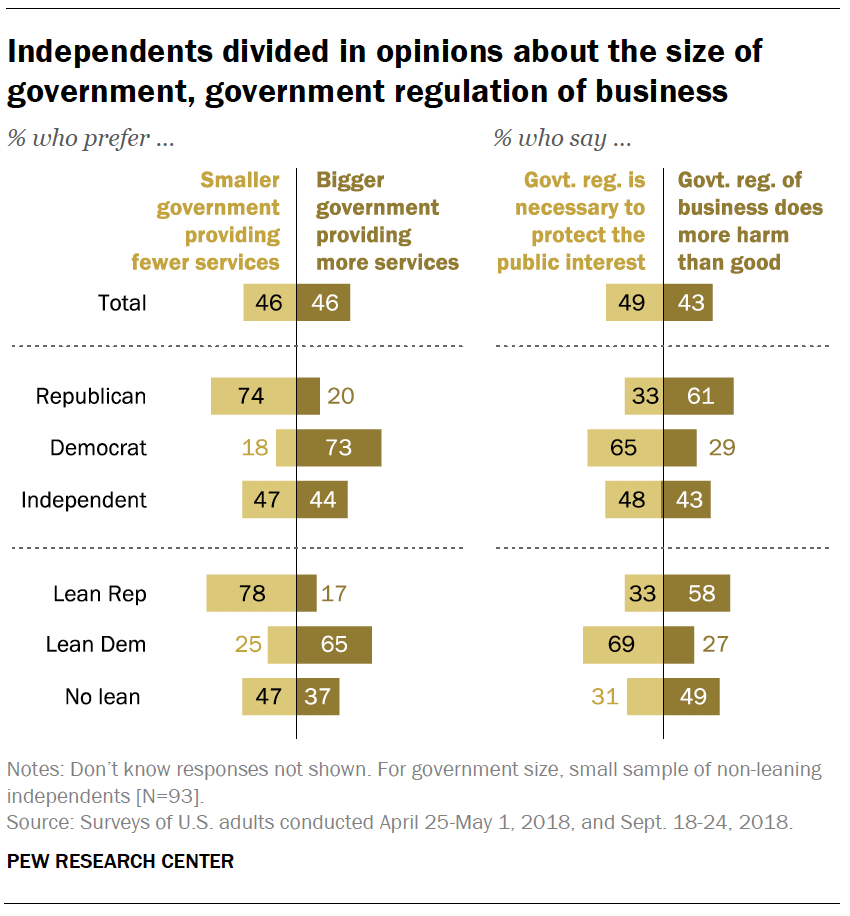 Independents divided in opinions about the size of
government, government regulation of business
% who prefer ...
% who say ...
Smaller
government
providing
fewer services
Bigger
government
providing
more services
Govt. reg. is
necessary to
protect the
public interest
Govt. reg. of
business does
more harm
than good
Total 46 46 49 43
Republican 74 20 33 61
Democrat 18 73 65 29
Independent 47 44 48 43
Lean Rep 78 17 33 58
Lean Dem 25 65 69 27
No lean 47 37 31 49
Notes: Don't know responses not shown. For government size, small sample of non-leaning
independents [N=93].
Source: Surveys of U.S. adults conducted April 25-May 1, 2018, and Sept. 18-24, 2018.
PEW RESEARCH CENTER